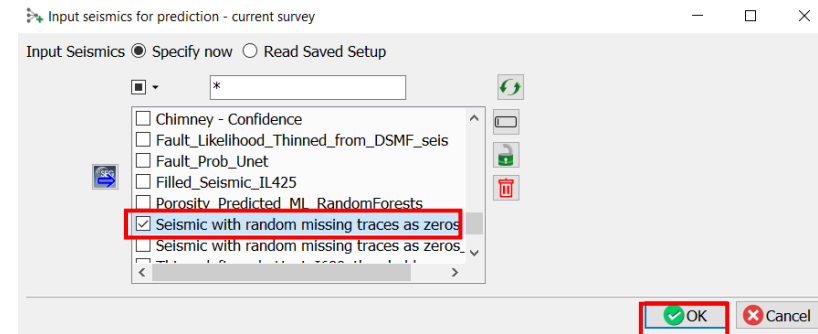 Input seismics for prediction - current survey
Input Seismics Specify now Read Saved Setup
*
Chimney - Confidence
Fault_Likelihood_Thinned_from_DSMF_seis
Fault_Prob_Unet
Filled_Seismic_IL425
Porosity_Predicted_ML_RandomForests
SEG
Seismic with random missing traces as zeros
Seismic with random missing traces as zeros_
OK Cancel